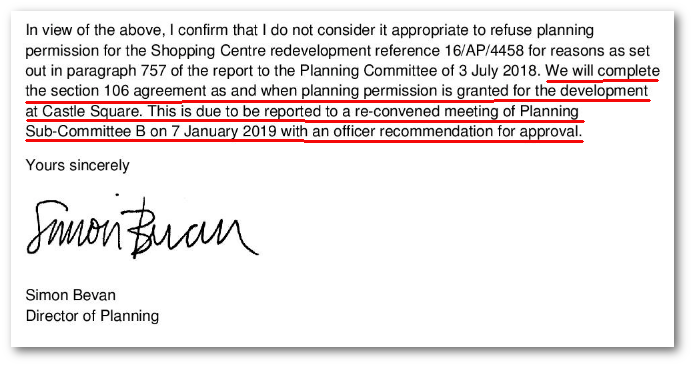 In view of the above, I confirm that I do not consider it appropriate to refuse planning
permission for the Shopping Centre redevelopment reference 16/AP/4458 for reasons as set
out in paragraph 757 of the report to the Planning Committee of 3 July 2018. We will complete
the section 106 agreement as and when planning permission is granted for the development
at Castle Square. This is due to be reported to a re-convened meeting of Planning
Sub-Committee B on 7 January 2019 with an officer recommendation for approval.
Yours sincerely
Simon Bevan
Simon Bevan
Director of Planning